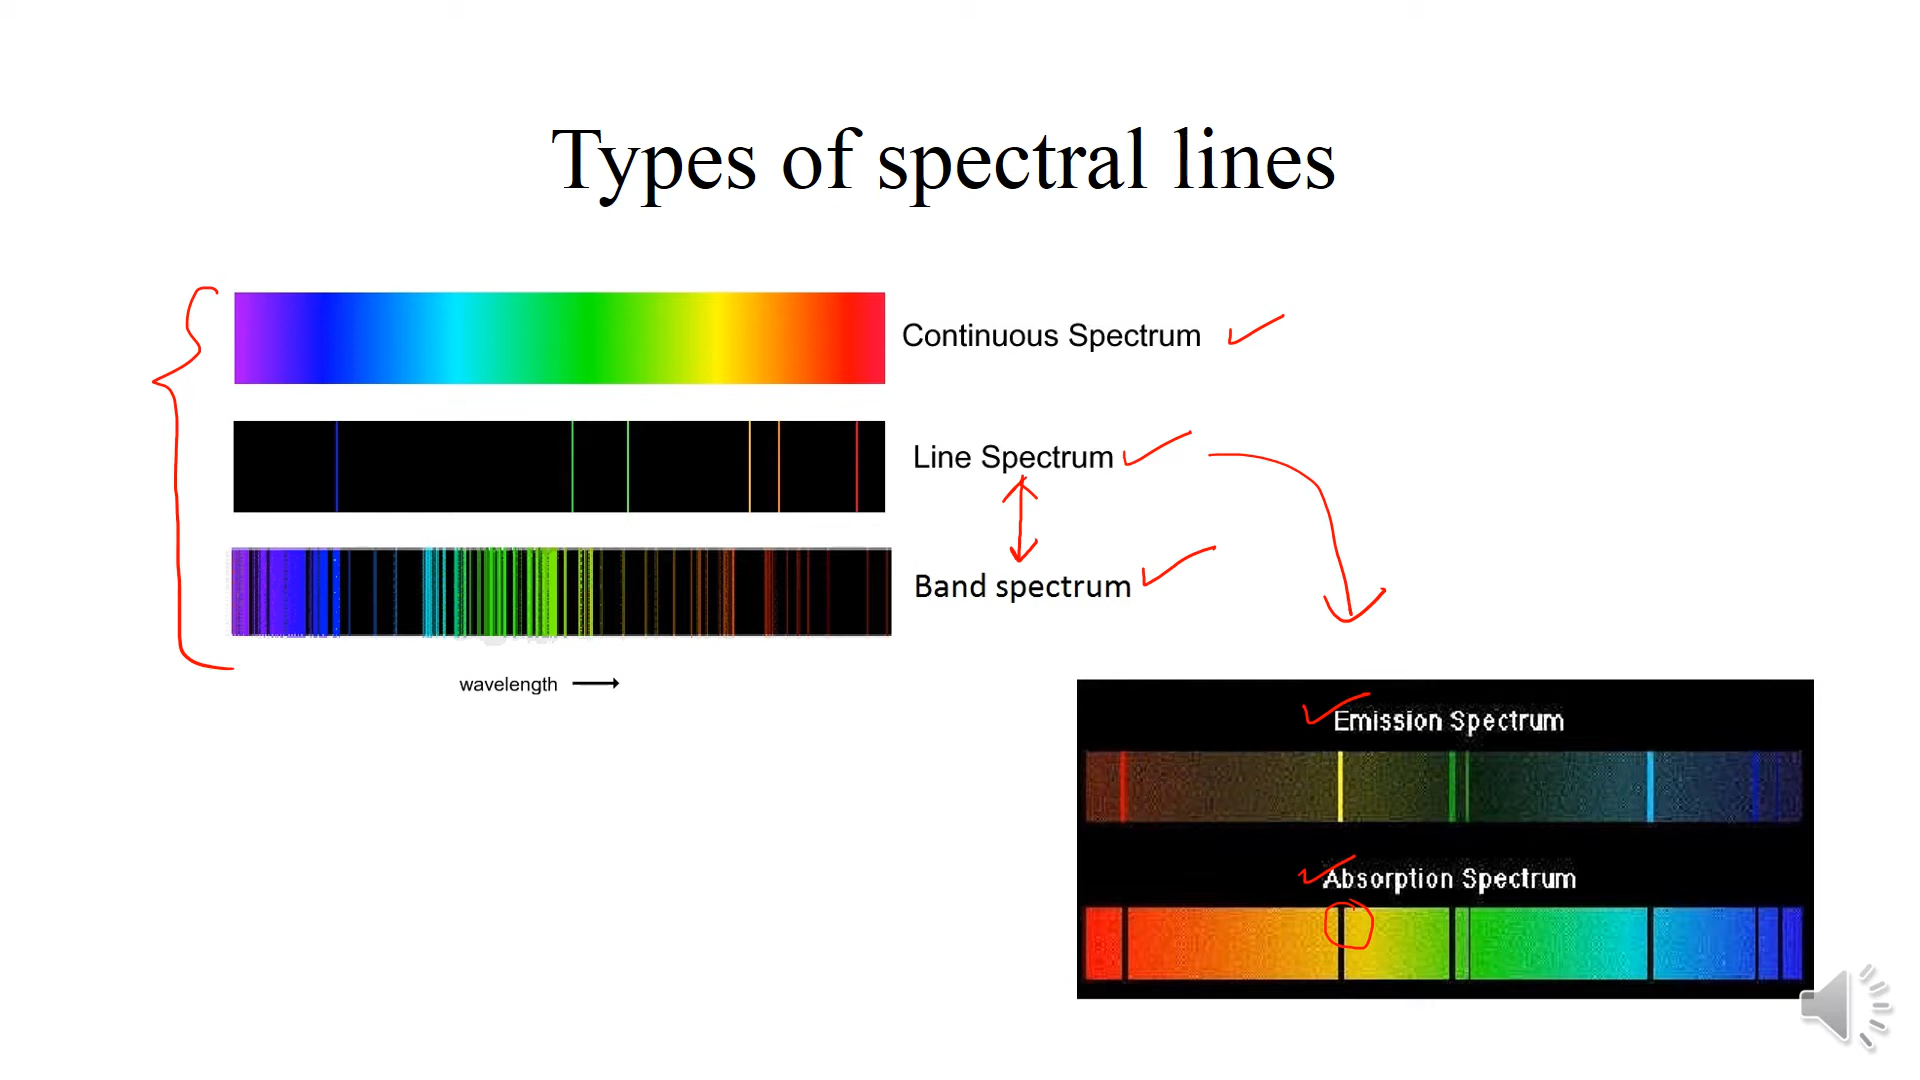 Types of spectral lines
Continuous Spectrum
Line Spectrum
Band spectrum
wavelength
Emission Spectrum
Absorption Spectrum